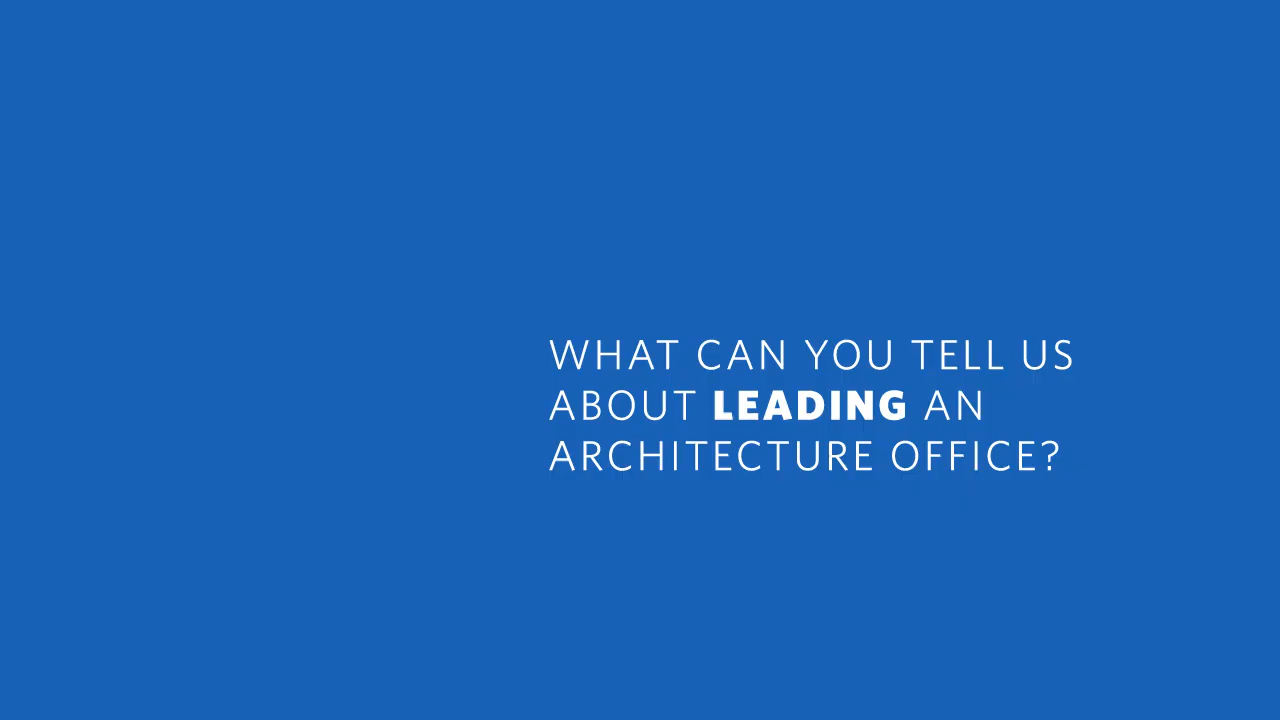 WHAT CAN YOU TELL US
ABOUT LEADING AN
ARCHITECTURE OFFICE?